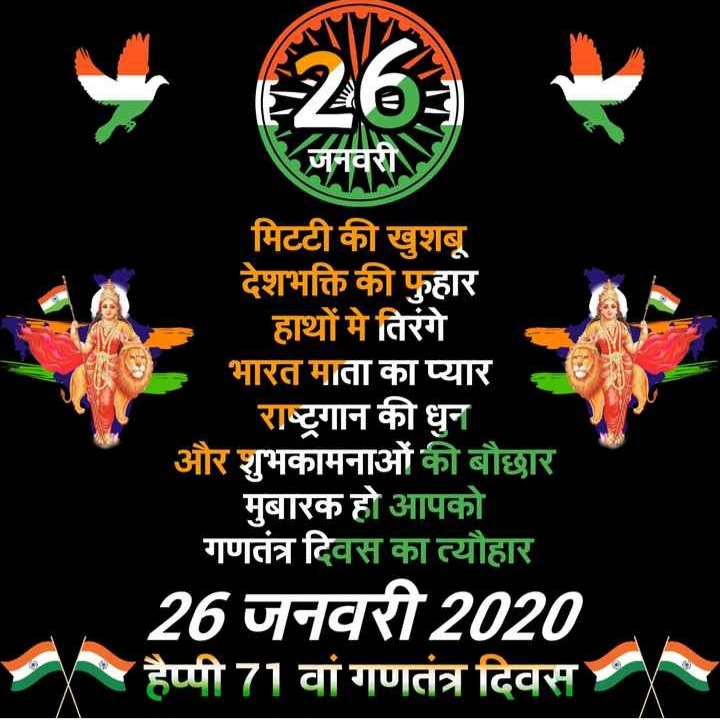 26
जनवरी
मिटटी की खुशबू
देशभक्ति की फुहार
हाथों मे तिरंगे
भारत माता का प्यार
राष्ट्रगान की धुन
और शुभकामनाओं की बौछार
मुबारक हो आपको
गणतंत्र दिवस का त्यौहार
26 जनवरी 2020
हैप्पी 71 वां गणतंत्र दिवस